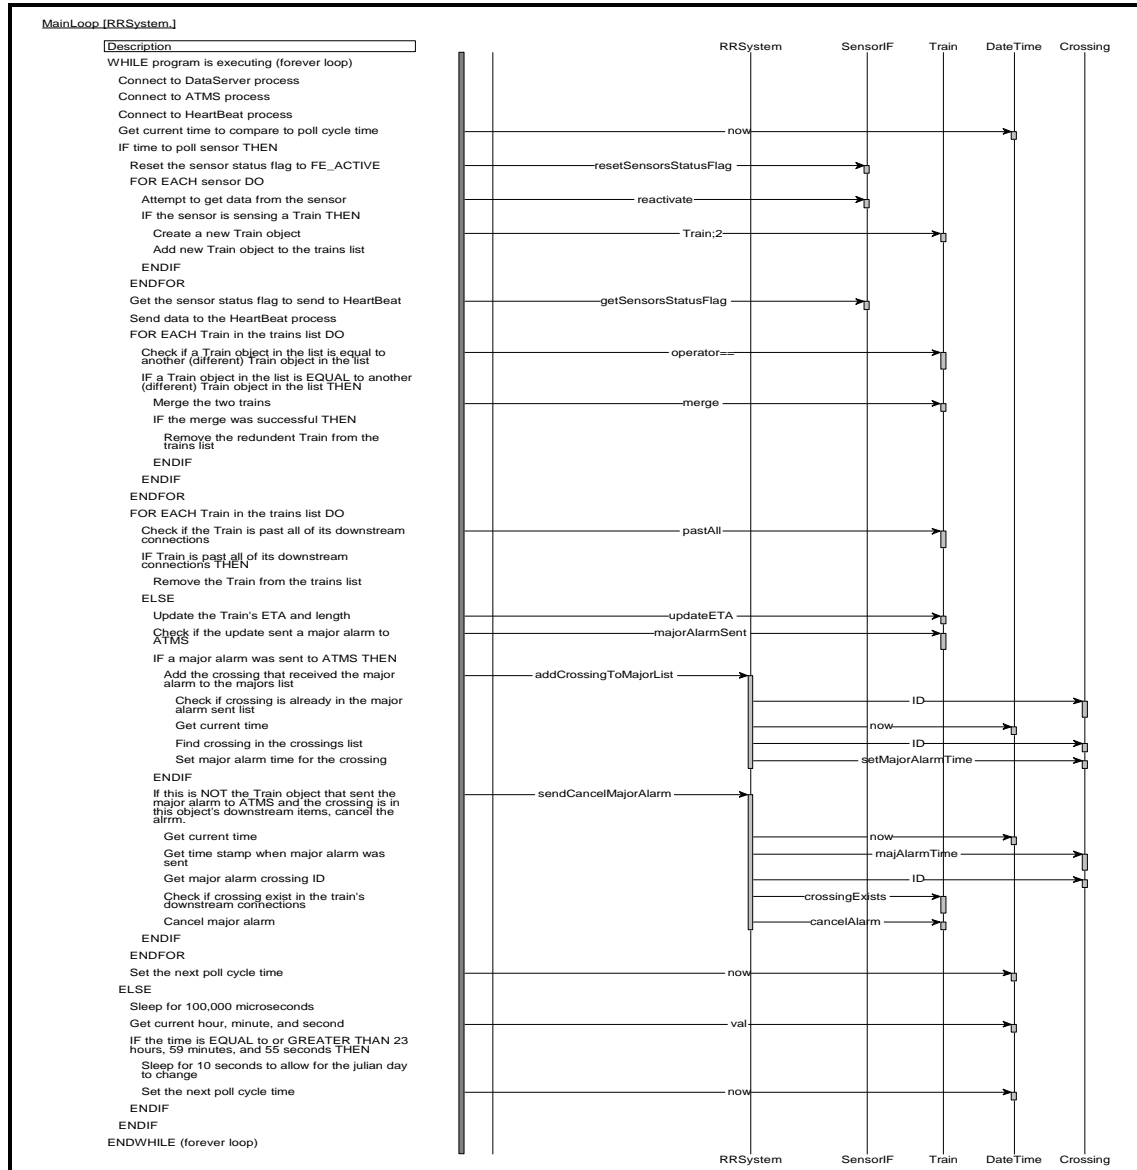 MainLoop [RRSystem.]
Description RRSystem SensorIF Train DateTime Crossing
WHILE program is executing (forever loop)
Connect to DataServer process
Connect to ATMS process
Connect to HeartBeat process
Get current time to compare to poll cycle time now
IF time to poll sensor THEN
Reset the sensor status flag to FE_ACTIVE resetSensorsStatusFlag
FOR EACH sensor DO
Attempt to get data from the sensor reactivate
IF the sensor is sensing a Train THEN
Create a new Train object Train;2
Add new Train object to the trains list
ENDIF
ENDFOR
Get the sensor status flag to send to HeartBeat getSensorsStatusFlag
Send data to the HeartBeat process
FOR EACH Train in the trains list DO
Check if a Train object in the list is equal to operator==
another (different) Train object in the list
IF a Train object in the list is EQUAL to another
(different) Train object in the list THEN
Merge the two trains merge
IF the merge was successful THEN
Remove the redundent Train from the
trains list
ENDIF
ENDIF
ENDFOR
FOR EACH Train in the trains list DO
Check if the Train is past all of its downstream pastAll
connections
IF Train is past all of its downstream
connections THEN
Remove the Train from the trains list
ELSE
Update the Train's ETA and length updateETA
Check if the update sent a major alarm to majorAlarmSent
ATMS
IF a major alarm was sent to ATMS THEN
Add the crossing that received the major addCrossingToMajorList
alarm to the majors list
Check if crossing is already in the major ID
alarm sent list
Get current time now
Find crossing in the crossings list ID
Set major alarm time for the crossing setMajorAlarmTime
ENDIF
If this is NOT the Train object that sent the sendCancelMajorAlarm
major alarm to ATMS and the crossing is in
this object's downstream items, cancel the
alrrm.
Get current time now
Get time stamp when major alarm was majAlarmTime
sent
Get major alarm crossing ID ID
Check if crossing exist in the train's crossingExists
downstream connections
Cancel major alarm cancelAlarm
ENDIF
ENDFOR
Set the next poll cycle time now
ELSE
Sleep for 100,000 microseconds
Get current hour, minute, and second val
IF the time is EQUAL to or GREATER THAN 23
hours, 59 minutes, and 55 seconds THEN
Sleep for 10 seconds to allow for the julian day
to change
Set the next poll cycle time now
ENDIF
ENDIF
ENDWHILE (forever loop)
RRSystem SensorIF Train DateTime Crossing